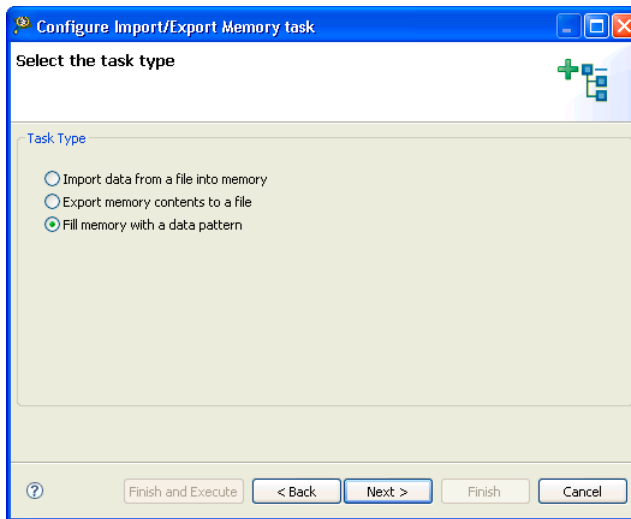 Configure Import/Export Memory task
Select the task type
Task Type
Import data from a file into memory
Export memory contents to a file
Fill memory with a data pattern
? Finish and Execute < Back Next > Finish Cancel